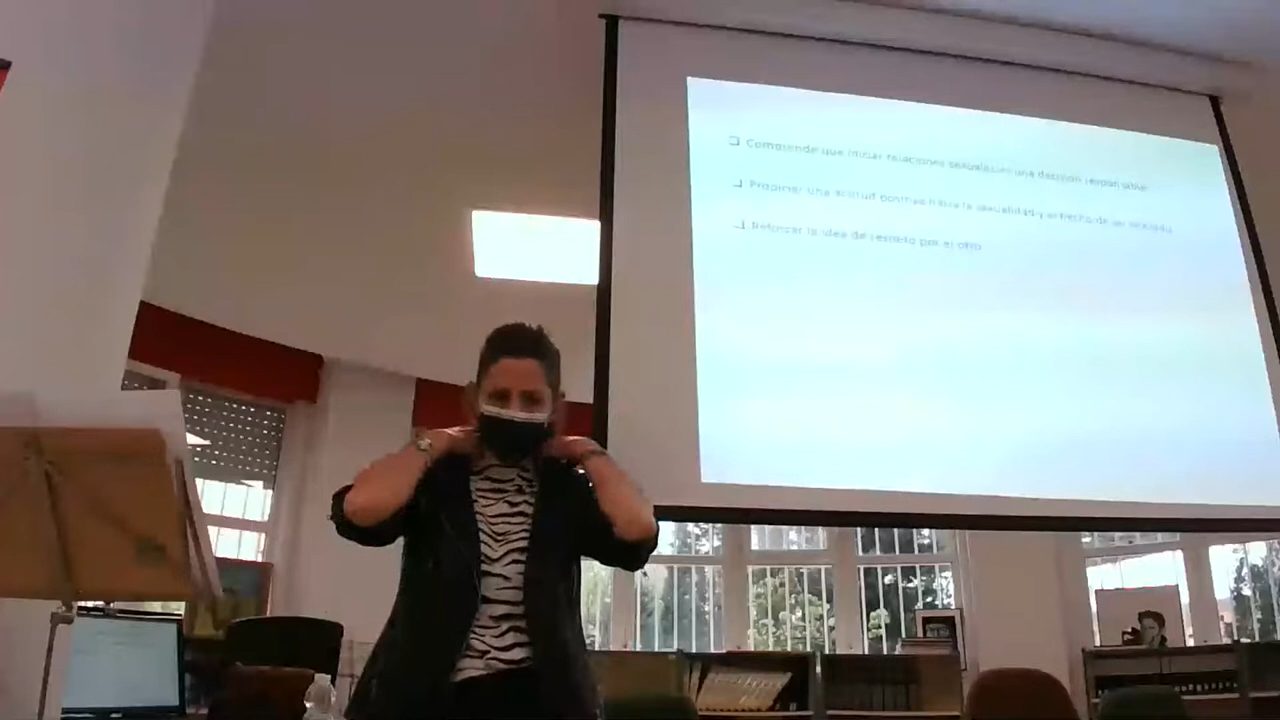 Comprende que iniciar relaciones sexuales es una decisión responsable
Propiciar una actitud positiva hacia la sexualidad y el hecho de ser
Reforzar la idea de respeto por el otro